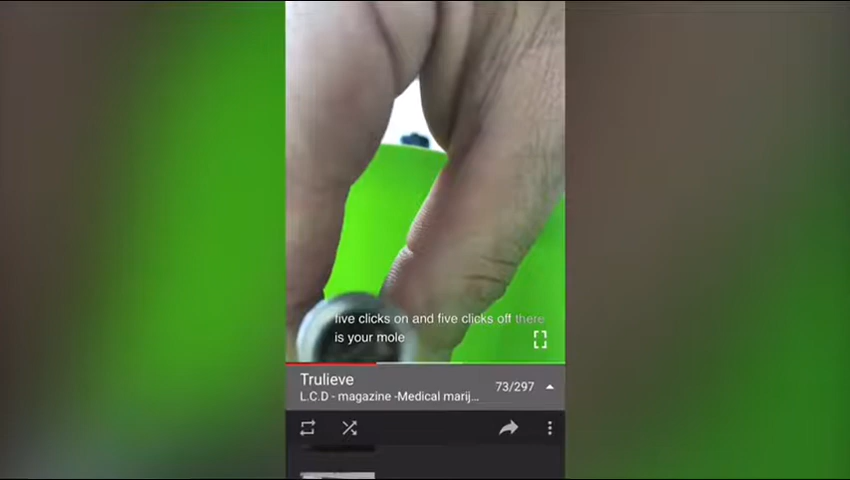 five clicks on and five clicks off there
is your mole
Trulieve
L.C.D - magazine -Medical marij...
73/297